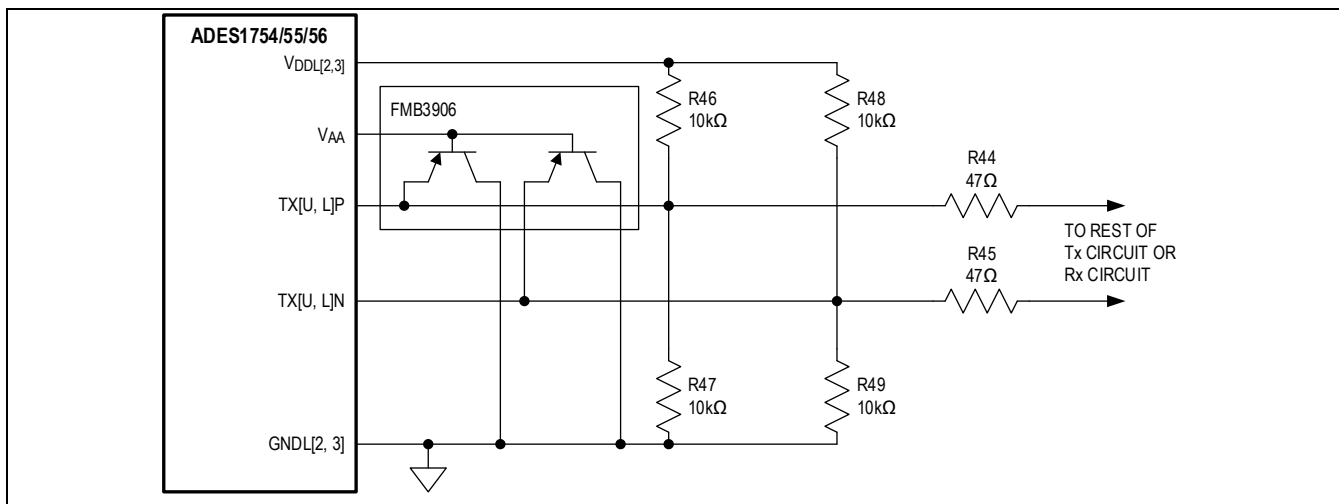 ADES1754/55/56
VDDL[2,3]
FMB3906
VAA
TX[U, L]P
TX[U, L]N
GNDL[2, 3]
R46
10kΩ
R48
10kΩ
R44
47Ω
R45
47Ω
TO REST OF
Tx CIRCUIT OR
Rx CIRCUIT
R47
10kΩ
R49
10kΩ